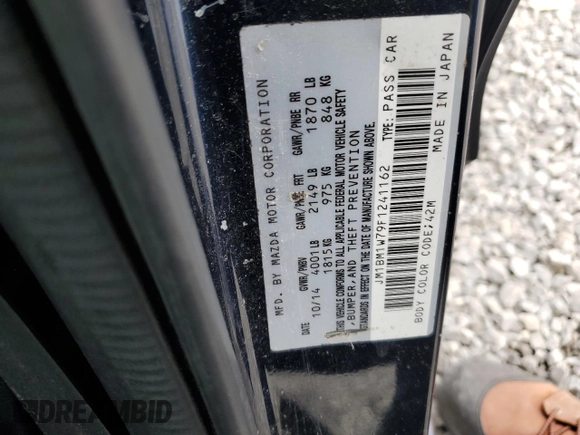 MFD. BY MAZDA MOTOR CORPORATION
GVWR/PNBV GAWR/PNBE FRT GAWR/PNBE RR
10/14 4001 LB 2149 LB 1870 LB
1815 KG 975 KG 848 KG
THIS VEHICLE CONFORMS TO ALL APPLICABLE FEDERAL MOTOR VEHICLE SAFETY
,BUMPER,AND THEFT PREVENTION
STANDARDS IN EFFECT ON THE DATE OF MANUFACTURE SHOWN ABOVE.
JM1BM1W79F1241162 TYPE: PASS CAR
BODY COLOR CODE;42M MADE IN JAPAN
DREAMBID